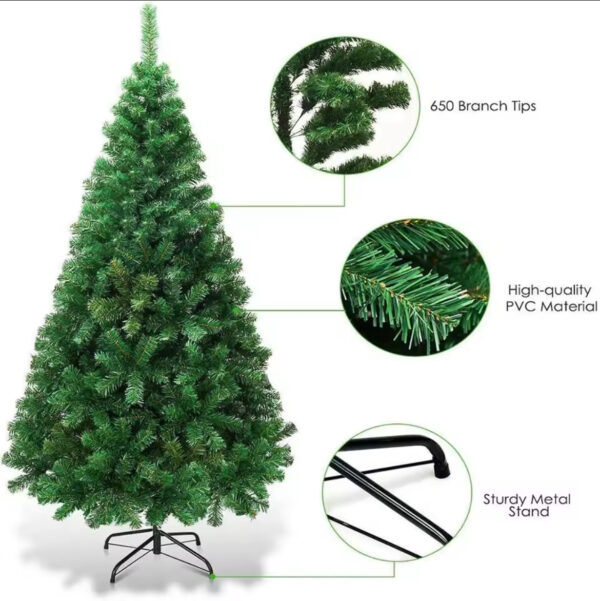 650 Branch Tips
High-quality
PVC Material
Sturdy Metal
Stand